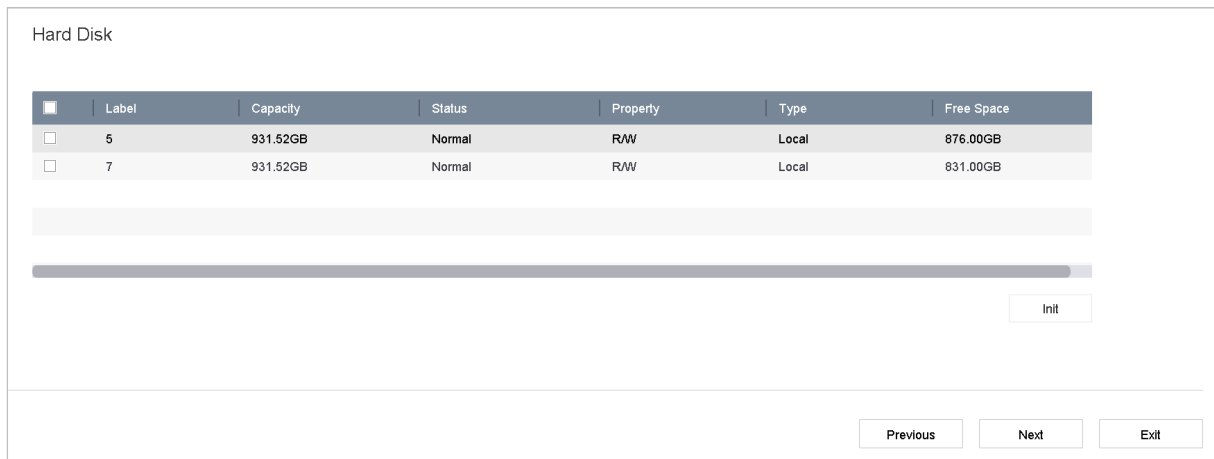 Hard Disk
Label Capacity Status Property Type Free Space
5 931.52GB Normal R/W Local 876.00GB
7 931.52GB Normal R/W Local 831.00GB
Init
Previous Next Exit